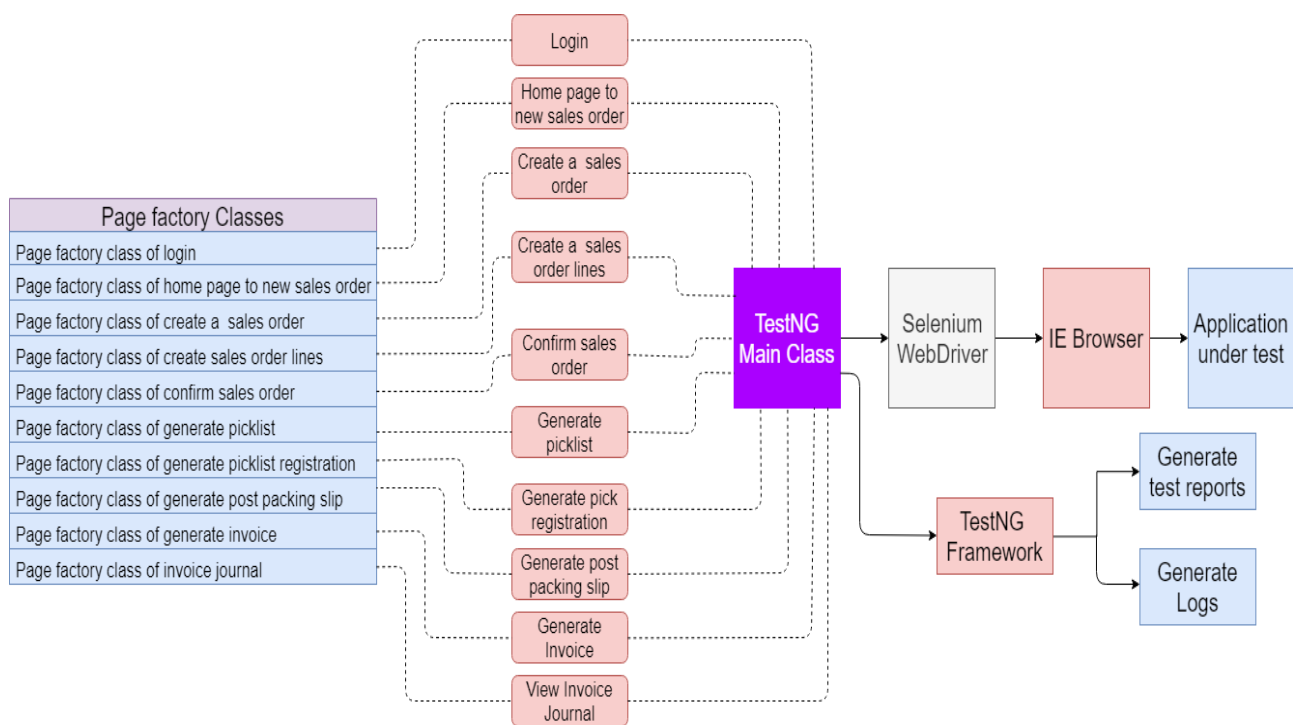 Page factory Classes
Page factory class of login
Page factory class of home page to new sales order
Page factory class of create a sales order
Page factory class of create sales order lines
Page factory class of confirm sales order
Page factory class of generate picklist
Page factory class of generate picklist registration
Page factory class of generate post packing slip
Page factory class of generate invoice
Page factory class of invoice journal
Login
Home page to
new sales order
Create a sales
order
Create a sales
order lines
Confirm sales
order
Generate
picklist
Generate pick
registration
Generate post
packing slip
Generate
Invoice
View Invoice
Journal
TestNG
Main Class
Selenium
WebDriver
IE Browser
Application
under test
TestNG
Framework
Generate
test reports
Generate
Logs